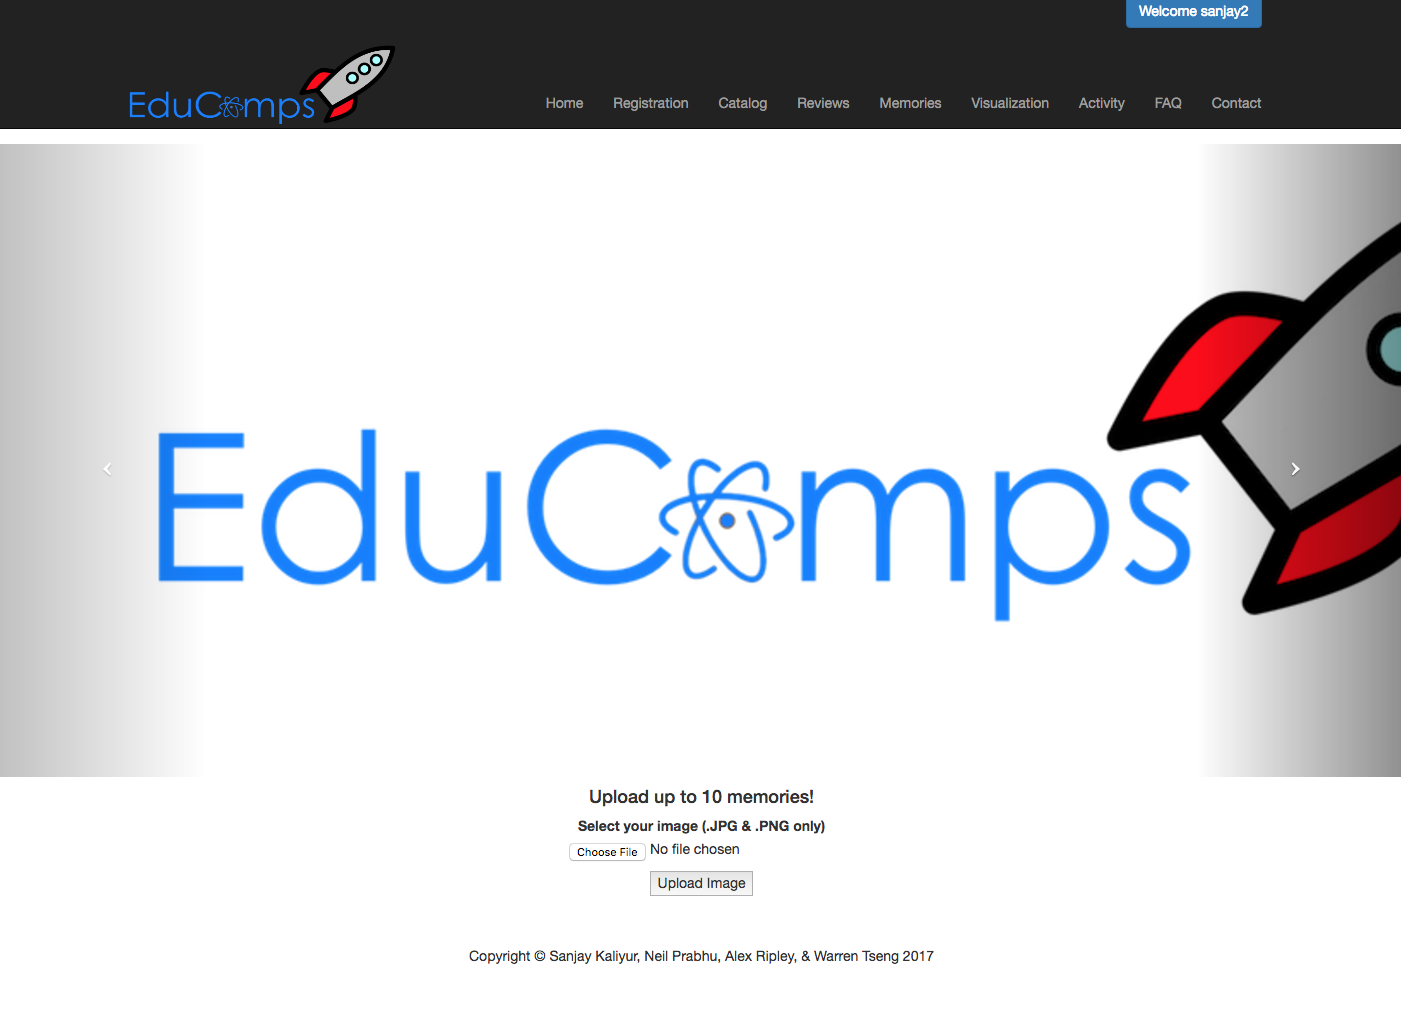 Welcome sanjay2
EduComps
Home Registration Catalog Reviews Memories Visualization Activity FAQ Contact
EduComps
Upload up to 10 memories!
Select your image (.JPG & .PNG only)
Choose File No file chosen
Upload Image
Copyright © Sanjay Kaliyur, Neil Prabhu, Alex Ripley, & Warren Tseng 2017